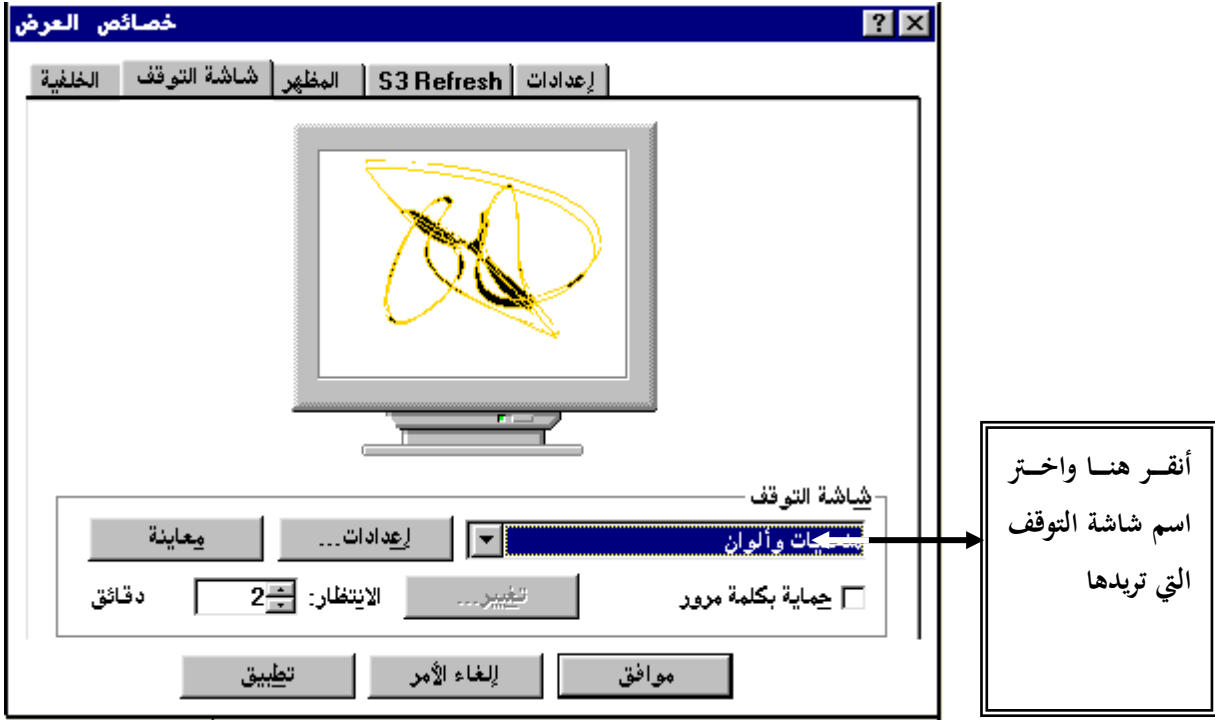 خصائص العرض
الخلفية شاشة التوقف المظهر S3 Refresh إعدادات
شاشة التوقف
منحنيات وألوان إعدادات... معاينة
حماية بكلمة مرور تغيير... الانتظار: 2 دقائق
موافق إلغاء الأمر تطبيق
أنقر هنا واختر
اسم شاشة التوقف
التي تريدها